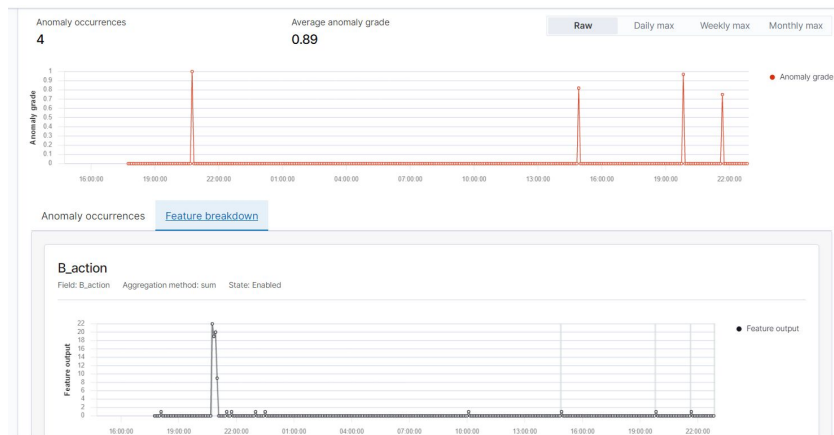 Anomaly occurrences
4
Average anomaly grade
0.89
Raw Daily max Weekly max Monthly max
Anomaly grade
1
0.9
0.8
0.7
0.6
0.5
0.4
0.3
0.2
0.1
0
16:00:00 19:00:00 22:00:00 01:00:00 04:00:00 07:00:00 10:00:00 13:00:00 16:00:00 19:00:00 22:00:00
Anomaly grade
Anomaly occurrences Feature breakdown
B_action
Field: B_action Aggregation method: sum State: Enabled
Feature output
22
20
18
16
14
12
10
8
6
4
2
0
16:00:00 19:00:00 22:00:00 01:00:00 04:00:00 07:00:00 10:00:00 13:00:00 16:00:00 19:00:00 22:00:00
Feature output